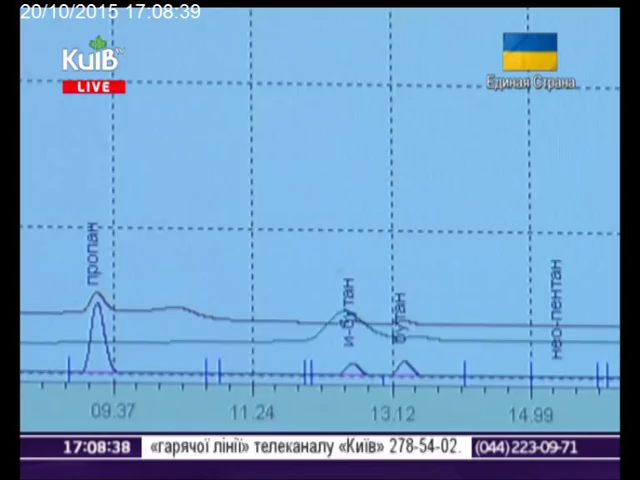 20/10/2015 17:08:39
КиЇВ TV
LIVE
Единая Страна
пропан
и-бутан
бутан
нео-пентан
09.37
11.24
13.12
14.99
17:08:38
«гарячої лінії» телеканалу «Київ» 278-54-02.
(044) 223-09-71